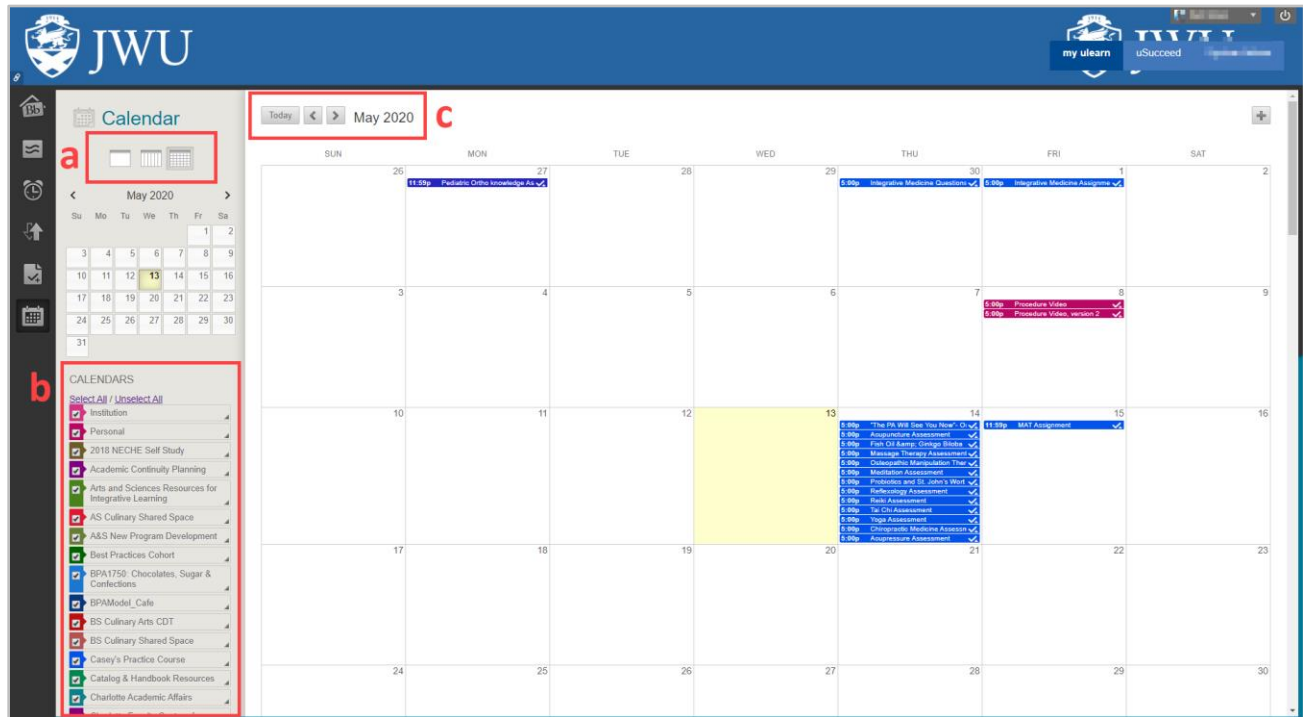 JWU
JWU
my ulearn
uSucceed
Bb
Calendar
a
May 2020
Su Mo Tu We Th Fr Sa
1 2
3 4 5 6 7 8 9
10 11 12 13 14 15 16
17 18 19 20 21 22 23
24 25 26 27 28 29 30
31
b
CALENDARS
Select All / Unselect All
Institution
Personal
2018 NECHE Self Study
Academic Continuity Planning
Arts and Sciences Resources for
Integrative Learning
AS Culinary Shared Space
A&S New Program Development
Best Practices Cohort
BPA1750: Chocolates, Sugar &
Confections
BPAModel_Cafe
BS Culinary Arts CDT
BS Culinary Shared Space
Casey's Practice Course
Catalog & Handbook Resources
Charlotte Academic Affairs
Today < > May 2020
c
+
SUN MON TUE WED THU FRI SAT
26 27 28 29 30 1 2
11:59p Pediatric Ortho knowledge As
5:00p Integrative Medicine Questions
5:00p Integrative Medicine Assignme
3 4 5 6 7 8 9
5:00p Procedure Video
5:00p Procedure Video, version 2
10 11 12 13 14 15 16
5:00p "The PA Will See You Now"- O
5:00p Acupuncture Assessment
5:00p Fish Oil &amp; Ginkgo Biloba
5:00p Massage Therapy Assessment
5:00p Osteopathic Manipulation Ther
5:00p Meditation Assessment
5:00p Probiotics and St. John's Wort
5:00p Reflexology Assessment
5:00p Reiki Assessment
5:00p Tai Chi Assessment
5:00p Yoga Assessment
5:00p Chiropractic Medicine Assessn
5:00p Acupressure Assessment
11:59p MAT Assignment
17 18 19 20 21 22 23
24 25 26 27 28 29 30